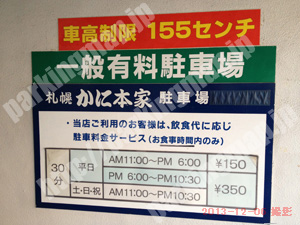 車高制限 155センチ
一般有料駐車場
札幌 かに本家 駐車場
・当店ご利用のお客様は、飲食代に応じ
駐車料金サービス(お食事時間内のみ)
30分 平日 AM11:00〜PM 6:00 ¥150
PM 6:00〜PM10:30
土・日・祝 AM11:00〜PM10:30 ¥350
parkingmap.jp
2013-12-06撮影